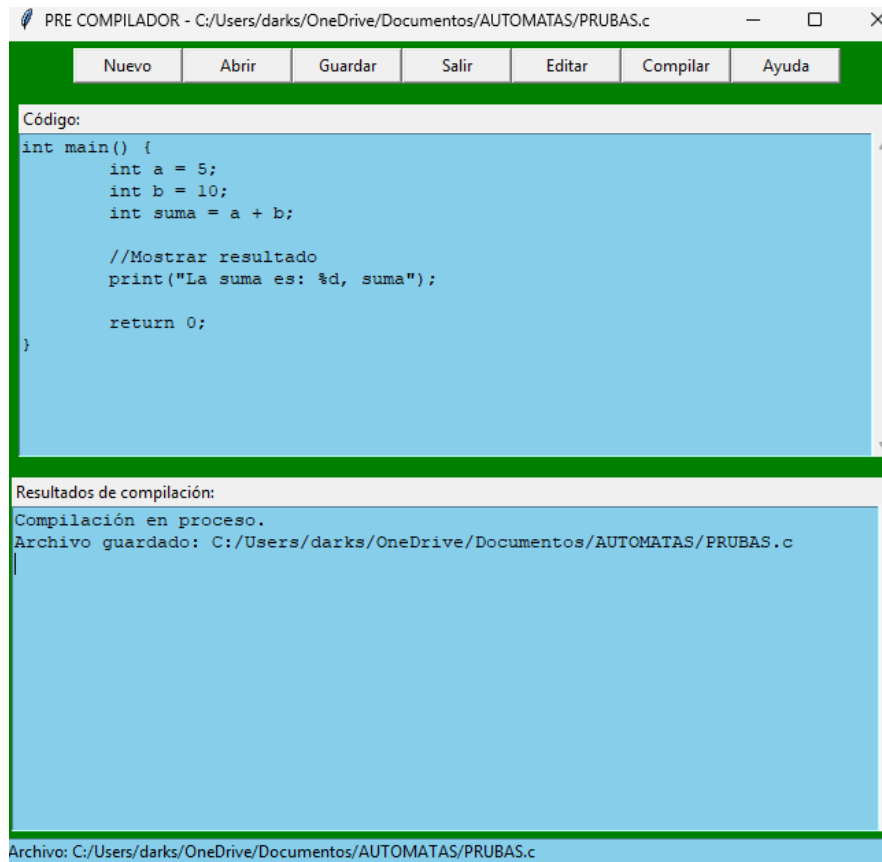 PRE COMPILADOR - C:/Users/darks/OneDrive/Documentos/AUTOMATAS/PRUBAS.c
Nuevo Abrir Guardar Salir Editar Compilar Ayuda
Código:
int main() {
int a = 5;
int b = 10;
int suma = a + b;
//Mostrar resultado
print("La suma es: %d, suma");
return 0;
}
Resultados de compilación:
Compilación en proceso.
Archivo guardado: C:/Users/darks/OneDrive/Documentos/AUTOMATAS/PRUBAS.c
Archivo: C:/Users/darks/OneDrive/Documentos/AUTOMATAS/PRUBAS.c